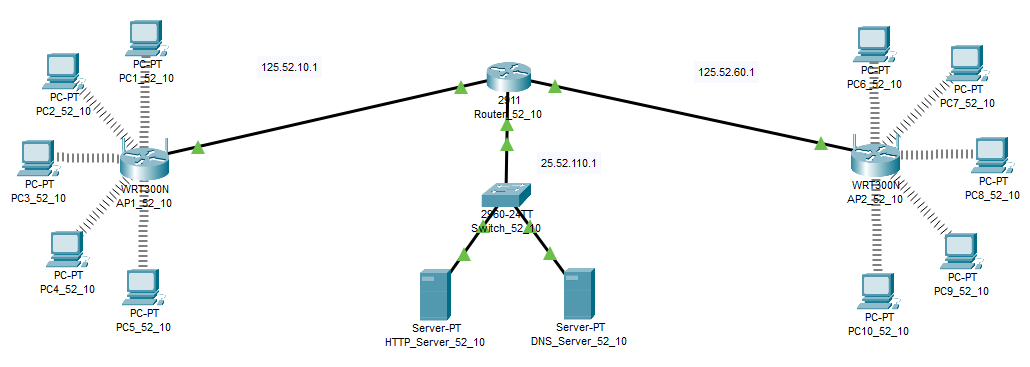 PC-PT
PC1_52_10
PC-PT
PC2_52_10
PC-PT
PC3_52_10
PC-PT
PC4_52_10
PC-PT
PC5_52_10
WRT300N
AP1_52_10
125.52.10.1
2911
Router_52_10
125.52.60.1
25.52.110.1
2960-24TT
Switch_52_10
Server-PT
HTTP_Server_52_10
Server-PT
DNS_Server_52_10
WRT300N
AP2_52_10
PC-PT
PC6_52_10
PC-PT
PC7_52_10
PC-PT
PC8_52_10
PC-PT
PC9_52_10
PC-PT
PC10_52_10